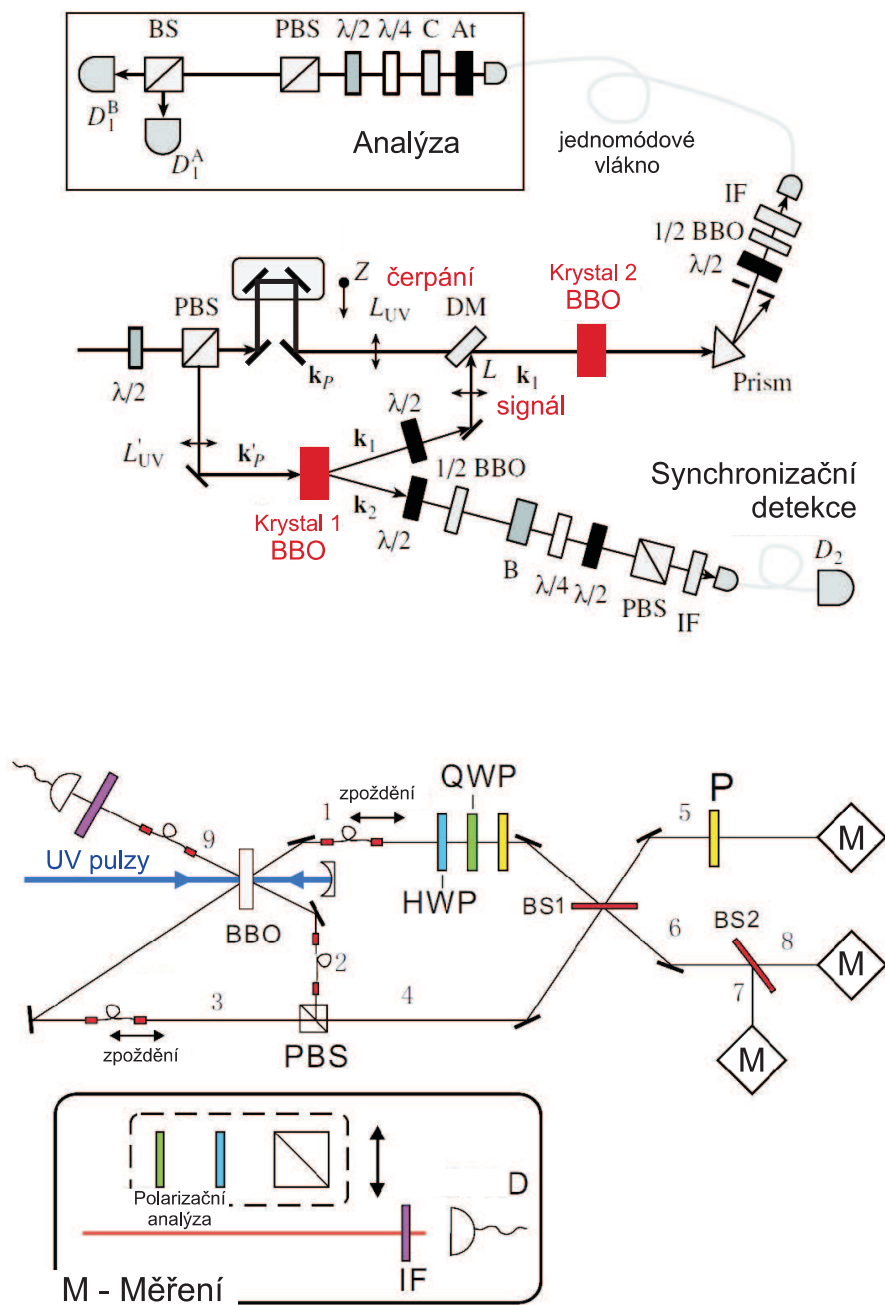 BS
PBS
λ/2
λ/4
C
At
D₁ᴮ
D₁ᴬ
Analýza
jednomódové
vlákno
IF
1/2 BBO
λ/2
Z
čerpání
Krystal 2
BBO
PBS
L_UV
DM
λ/2
k_P
L
k₁
signál
Prism
λ/2
L'_UV
k'_P
k₁
1/2 BBO
Synchronizační
detekce
Krystal 1
BBO
k₂
λ/2
B
λ/4
λ/2
PBS
IF
D₂
QWP
P
1
zpoždění
5
M
9
UV pulzy
HWP
BS1
BBO
6
BS2
8
M
2
7
3
4
zpoždění
PBS
M
Polarizační
analýza
D
IF
M - Měření